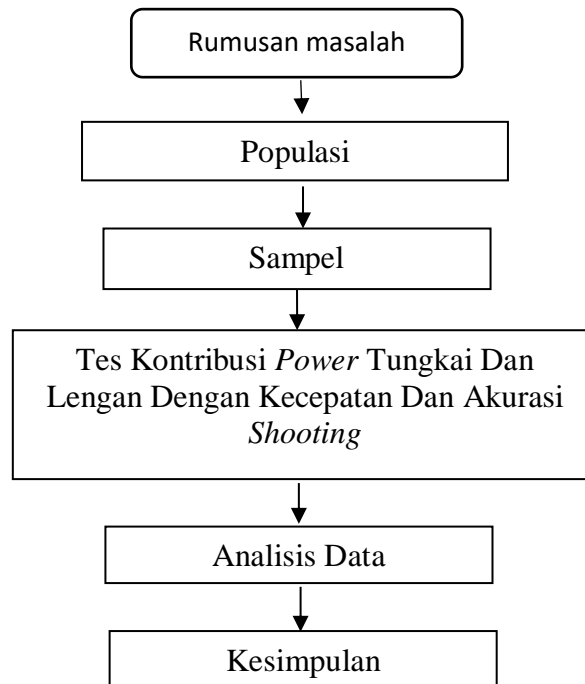 Rumusan masalah
Populasi
Sampel
Tes Kontribusi Power Tungkai Dan
Lengan Dengan Kecepatan Dan Akurasi
Shooting
Analisis Data
Kesimpulan